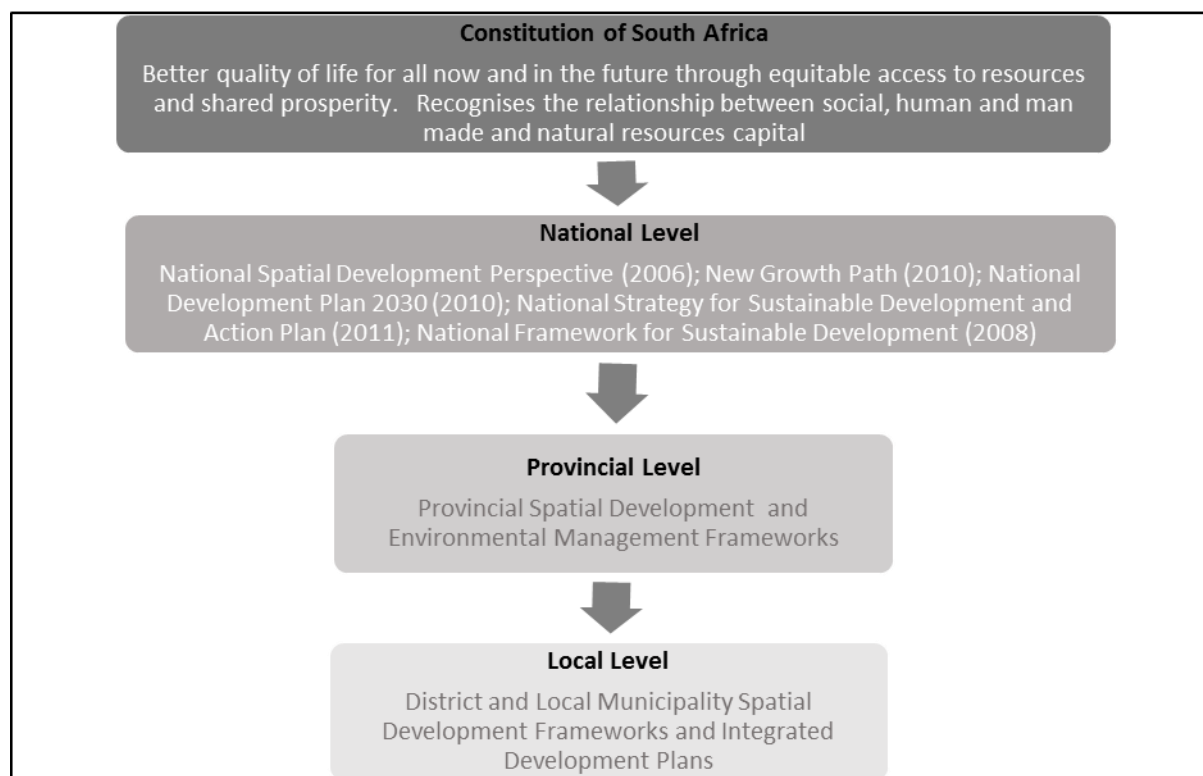 Constitution of South Africa
Better quality of life for all now and in the future through equitable access to resources
and shared prosperity. Recognises the relationship between social, human and man
made and natural resources capital
National Level
National Spatial Development Perspective (2006); New Growth Path (2010); National
Development Plan 2030 (2010); National Strategy for Sustainable Development and
Action Plan (2011); National Framework for Sustainable Development (2008)
Provincial Level
Provincial Spatial Development and
Environmental Management Frameworks
Local Level
District and Local Municipality Spatial
Development Frameworks and Integrated
Development Plans